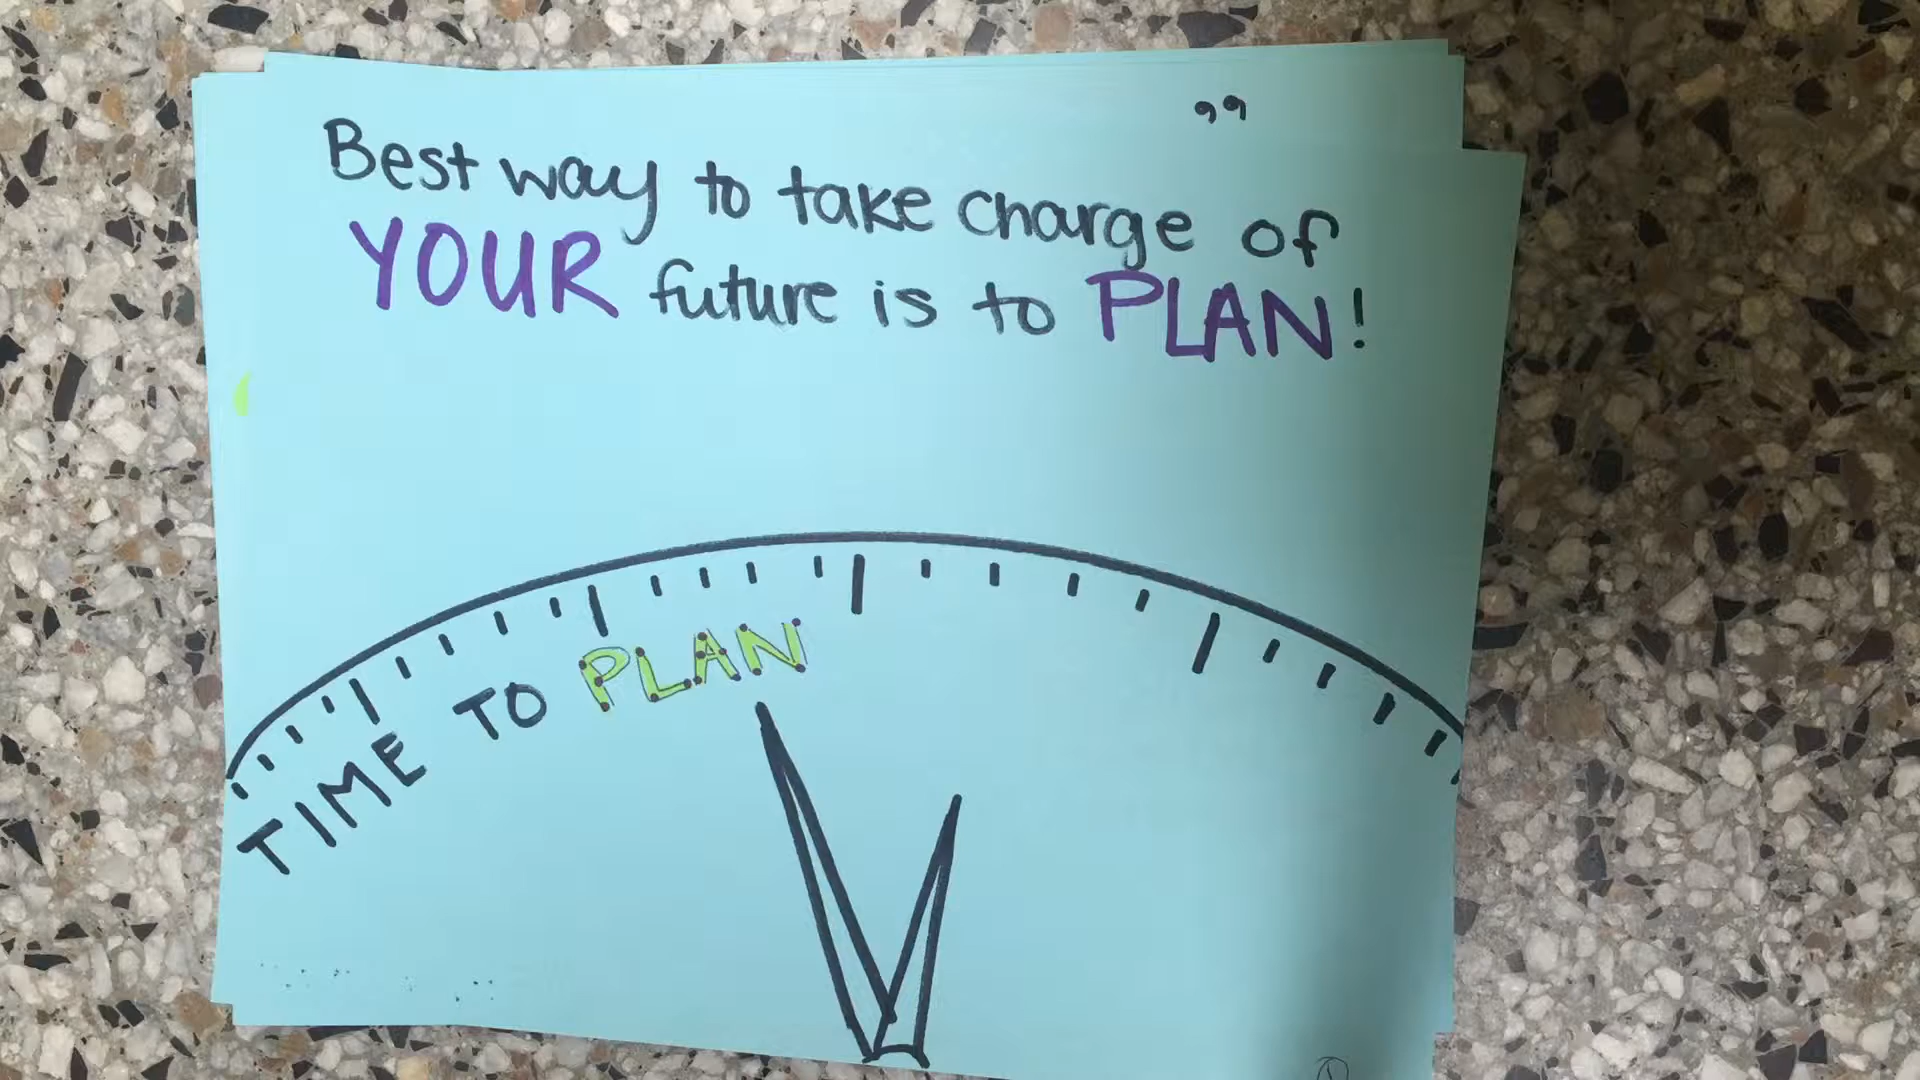 ”
Best way to take charge of
YOUR future is to PLAN!
TIME TO PLAN